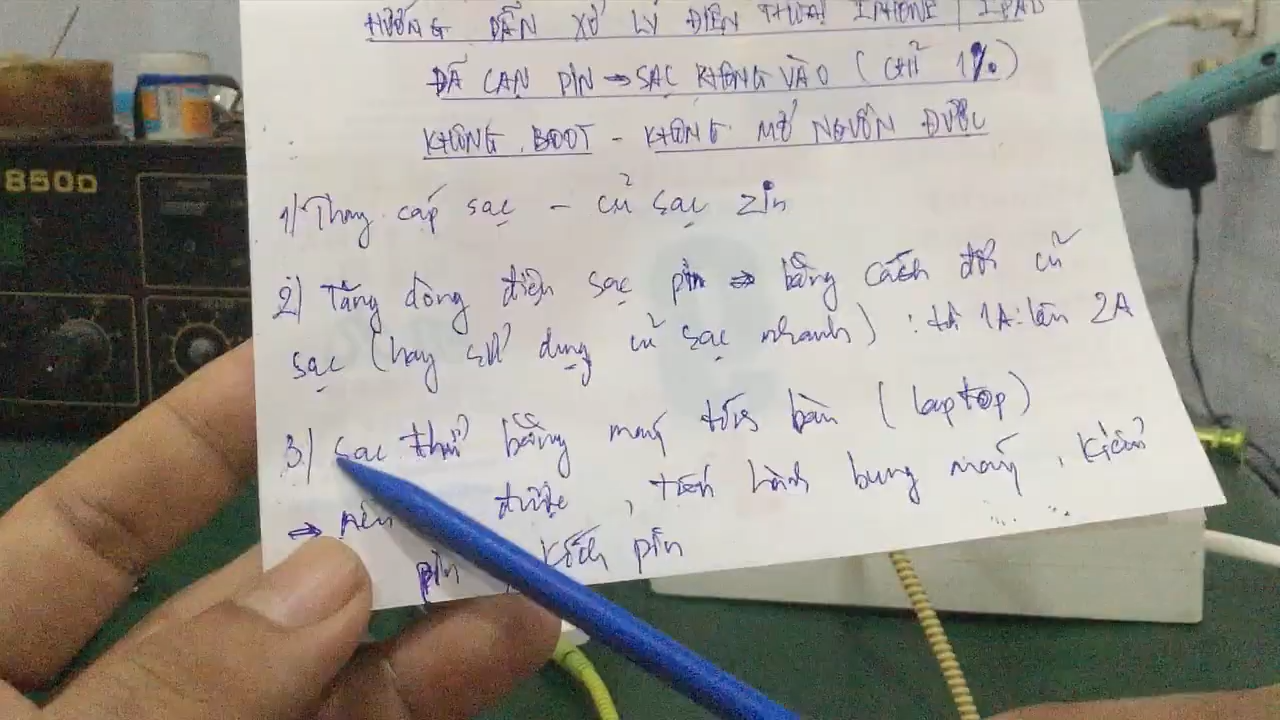 HƯỚNG DẪN XỬ LÝ ĐIỆN THOẠI IPHONE / IPAD
ĐÃ CẠN PIN → SẠC KHÔNG VÀO (CHỈ 1%)
KHÔNG BOOT - KHÔNG MỞ NGUỒN ĐƯỢC
850D
1) Thay cáp sạc - củ sạc zin
2) Tăng dòng điện sạc pin ⇒ bằng cách đổi củ
sạc (hay sử dụng củ sạc nhanh) : từ 1A lên 2A
3) Sạc thử bằng máy tính bàn (laptop)
⇒ nếu được, tiến hành bung máy, kiểm
pin, kích pin